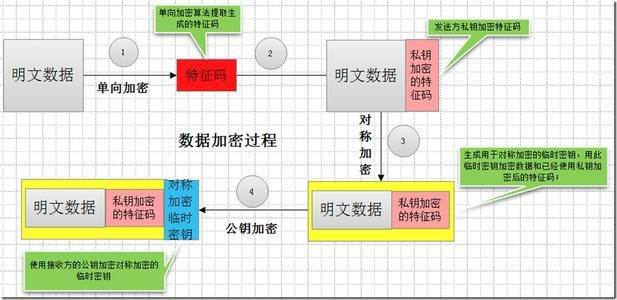 单向加密算法提取生
成的特征码
发送方私钥加密特征码
1
2
明文数据
单向加密
特征码
明文数据
私钥
加密
的特
征码
数据加密过程
对
称
加
密
3
生成用于对称加密的临时密钥,用此
临时密钥加密数据和已经使用私钥加
密后的特征码;
明文数据
私钥加密
的特征码
对称
加密
临时
密钥
4
公钥加密
明文数据
私钥加密
的特征码
使用接收方的公钥加密对称加密的
临时密钥